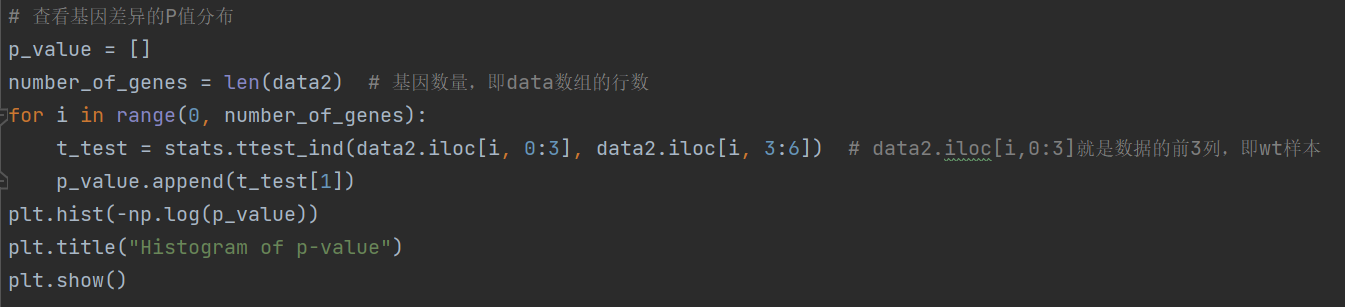 # 查看基因差异的P值分布
p_value = []
number_of_genes = len(data2)  # 基因数量，即data数组的行数
for i in range(0, number_of_genes):
    t_test = stats.ttest_ind(data2.iloc[i, 0:3], data2.iloc[i, 3:6])  # data2.iloc[i,0:3]就是数据的前3列，即wt样本
    p_value.append(t_test[1])
plt.hist(-np.log(p_value))
plt.title("Histogram of p-value")
plt.show()